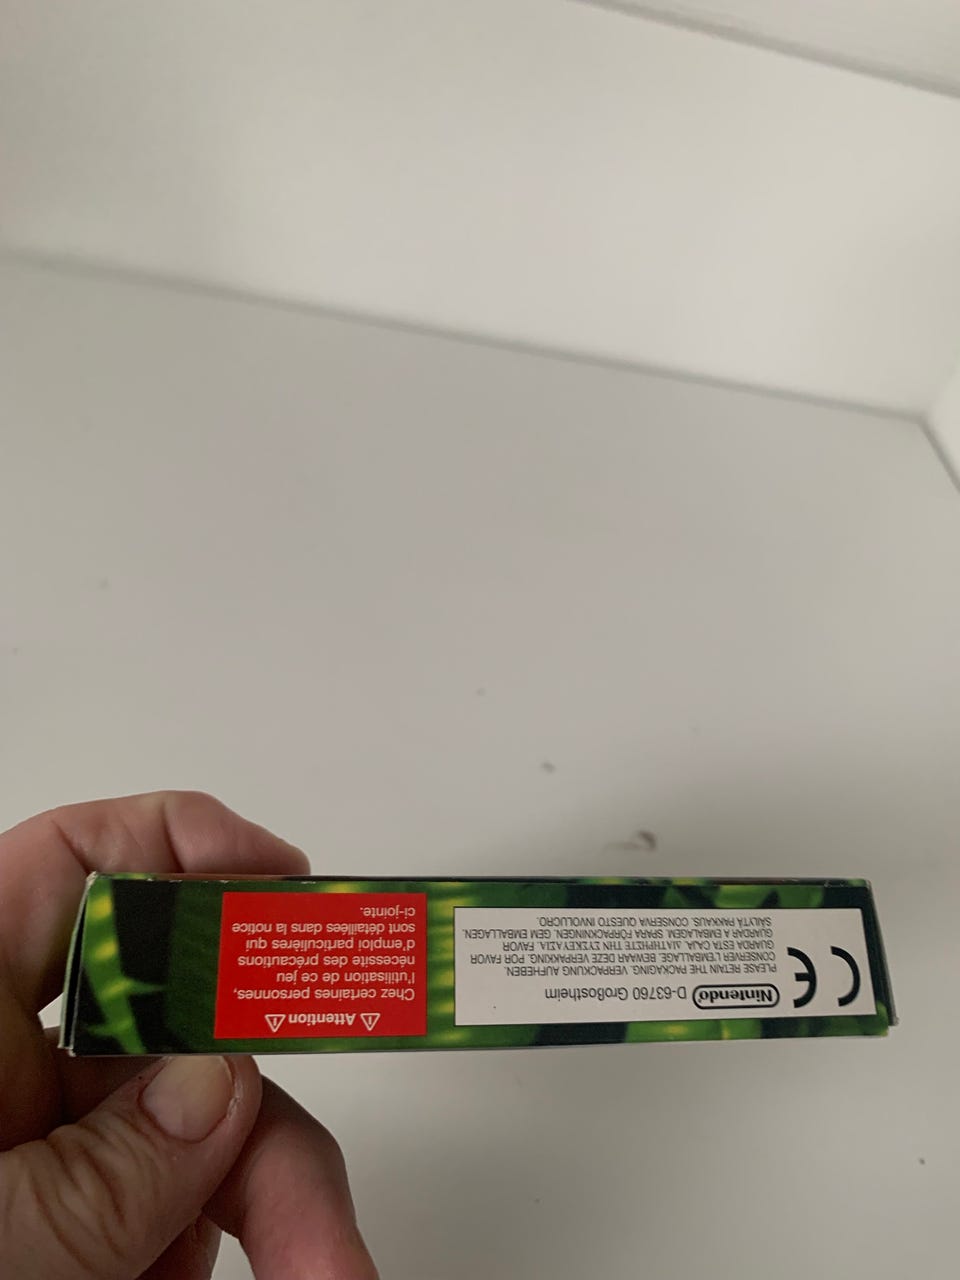 CE
Nintendo D-63760 Großostheim
PLEASE RETAIN THE PACKAGING. VERPACKUNG AUFHEBEN.
CONSERVER L'EMBALLAGE. BEWAAR DEZE VERPAKKING. POR FAVOR
GUARDA ESTA CAJA. ΔΙΑΤΗΡΗΣΤΕ ΤΗΝ ΣΥΣΚΕΥΑΣΙΑ. FAVOR
GUARDAR A EMBALAGEM. SPARA FÖRPACKNINGEN. GEM EMBALLAGEN.
SÄLYTÄ PAKKAUS. CONSERVA QUESTO INVOLUCRO.
Attention
Chez certaines personnes,
l'utilisation de ce jeu
nécessite des précautions
d'emploi particulières qui
sont détaillées dans la notice
ci-jointe.